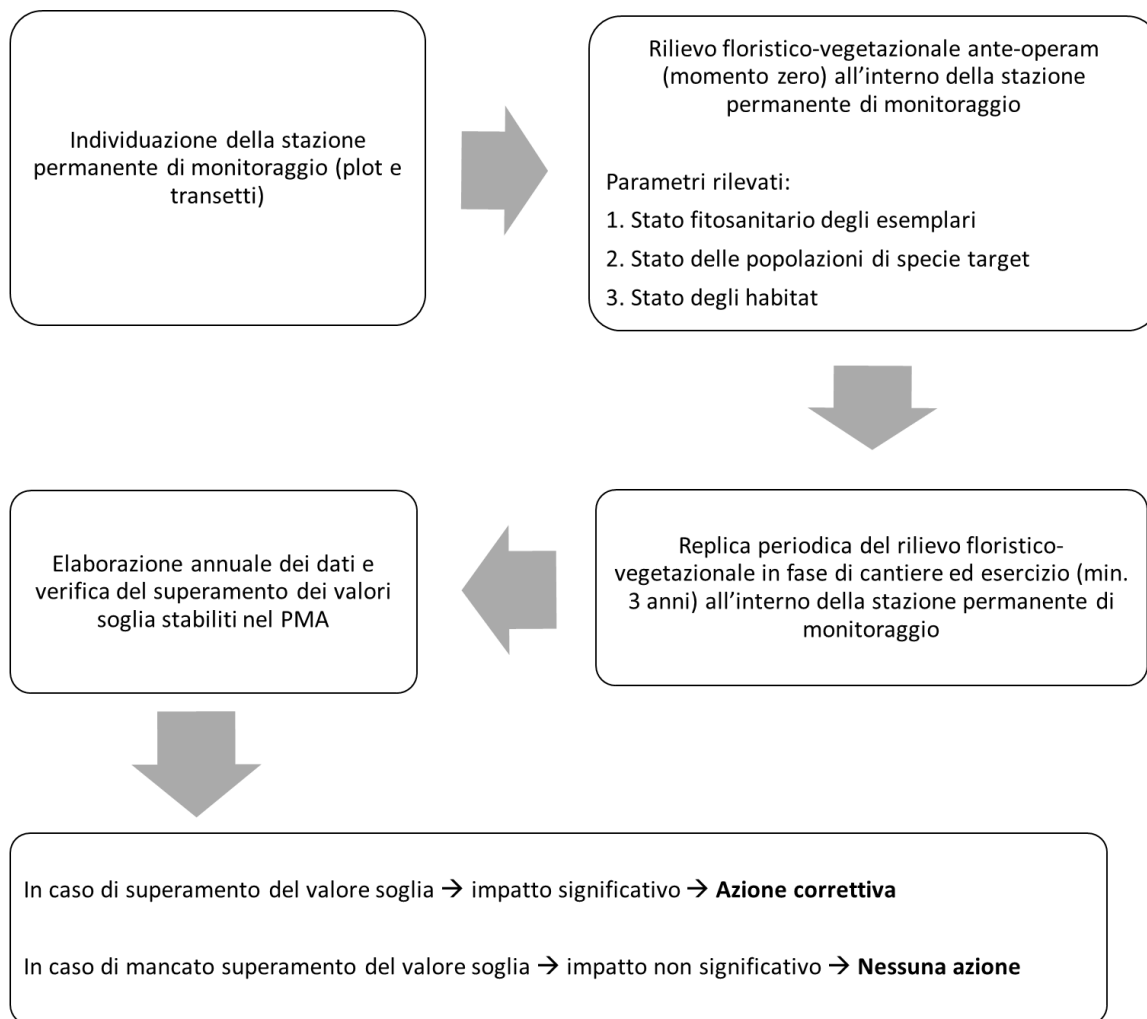 Individuazione della stazione
permanente di monitoraggio (plot e
transetti)
Rilievo floristico-vegetazionale ante-operam
(momento zero) all’interno della stazione
permanente di monitoraggio
Parametri rilevati:
1. Stato fitosanitario degli esemplari
2. Stato delle popolazioni di specie target
3. Stato degli habitat
Replica periodica del rilievo floristico-
vegetazionale in fase di cantiere ed esercizio (min.
3 anni) all’interno della stazione permanente di
monitoraggio
Elaborazione annuale dei dati e
verifica del superamento dei valori
soglia stabiliti nel PMA
In caso di superamento del valore soglia → impatto significativo → Azione correttiva
In caso di mancato superamento del valore soglia → impatto non significativo → Nessuna azione